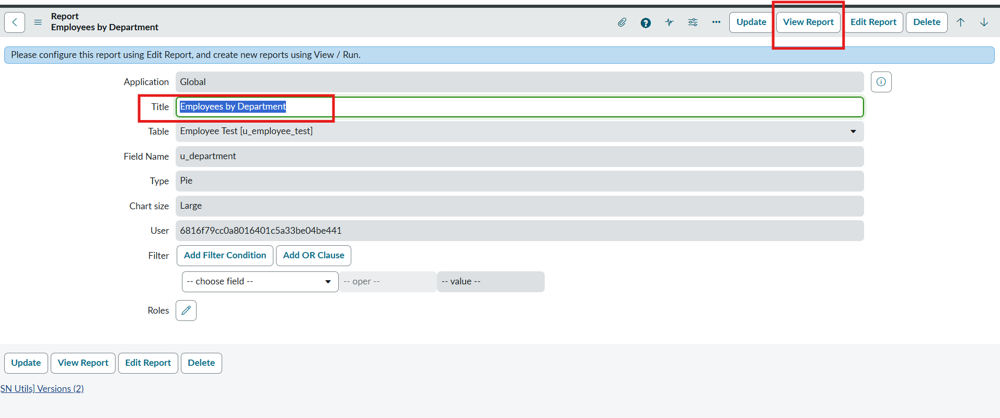 Report
Employees by Department
Update
View Report
Edit Report
Delete
Please configure this report using Edit Report, and create new reports using View / Run.
Application
Global
Title
Employees by Department
Table
Employee Test [u_employee_test]
Field Name
u_department
Type
Pie
Chart size
Large
User
6816f79cc0a8016401c5a33be04be441
Filter
Add Filter Condition
Add OR Clause
-- choose field --
-- oper --
-- value --
Roles
Update
View Report
Edit Report
Delete
SN Utils] Versions (2)